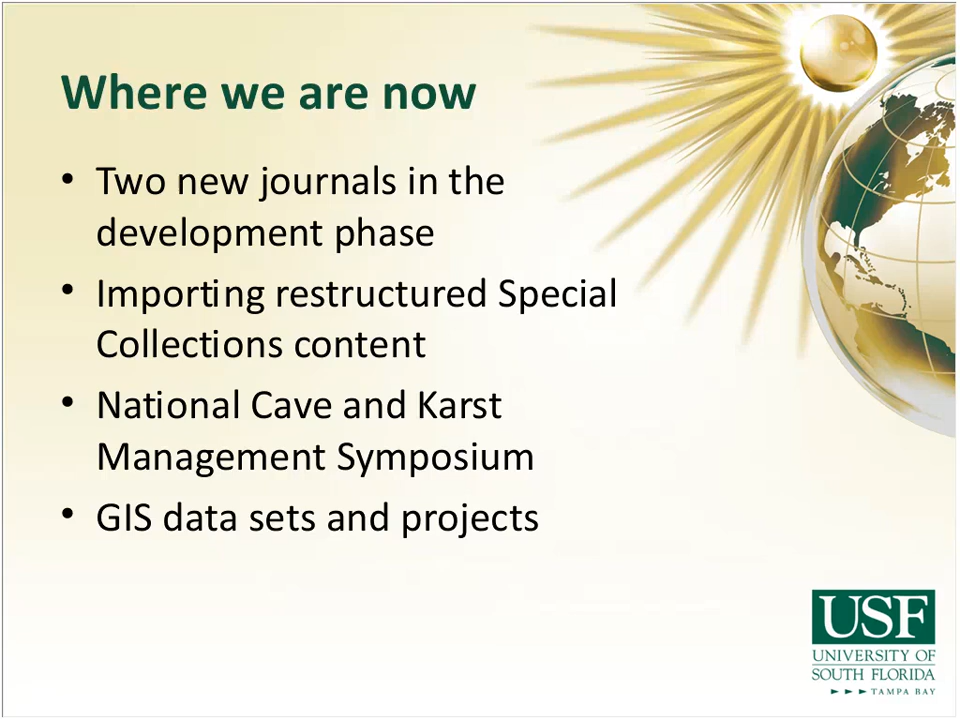 Where we are now
• Two new journals in the
development phase
• Importing restructured Special
Collections content
• National Cave and Karst
Management Symposium
• GIS data sets and projects
USF
UNIVERSITY OF
SOUTH FLORIDA
►►►TAMPA BAY